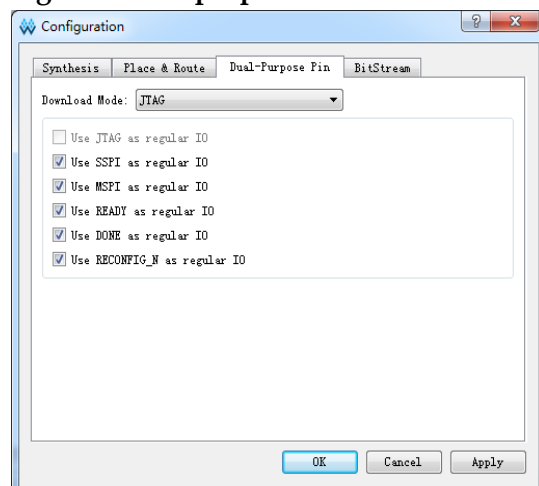 Configuration
Synthesis Place & Route Dual-Purpose Pin BitStream
Download Mode: JTAG
Use JTAG as regular IO
Use SSPI as regular IO
Use MSPI as regular IO
Use READY as regular IO
Use DONE as regular IO
Use RECONFIG_N as regular IO
OK Cancel Apply